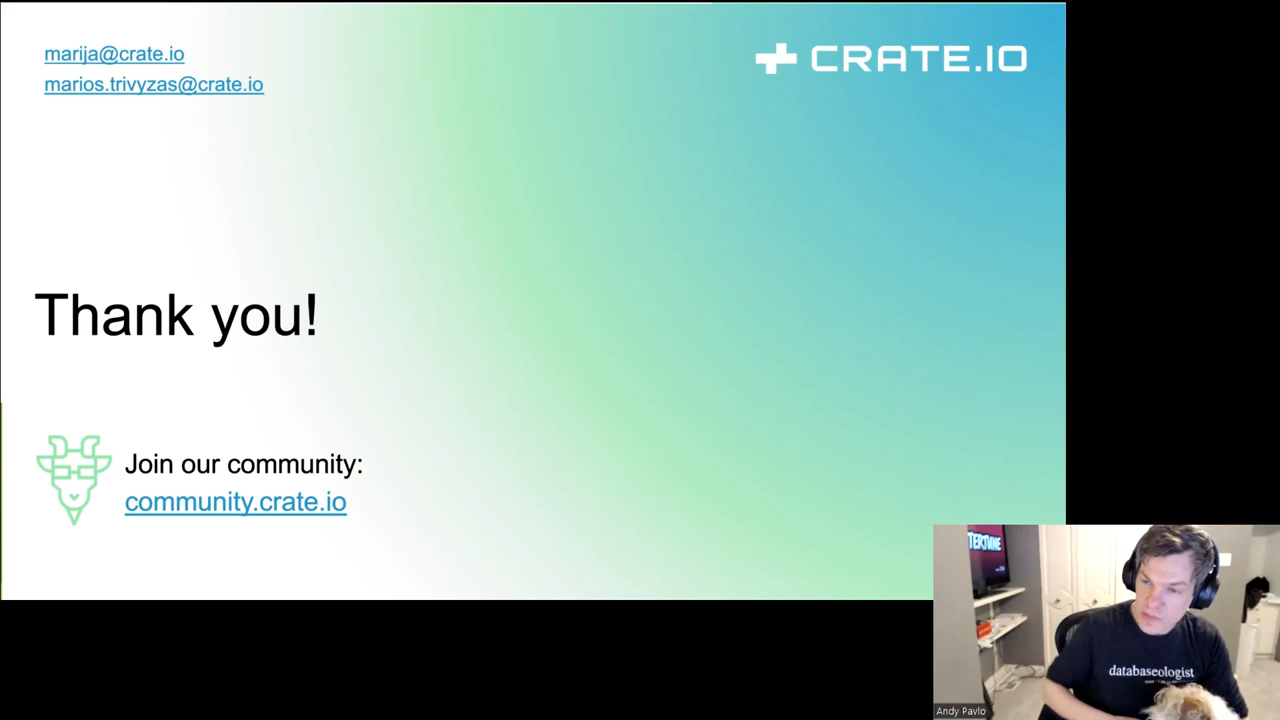 marija@crate.io
marios.trivyzas@crate.io
CRATE.IO
Thank you!
Join our community:
community.crate.io
databaseologist
Andy Pavlo